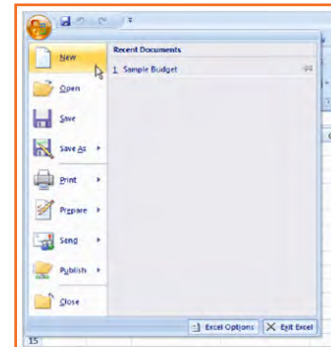 New
Recent Documents
1 Sample Budget
Open
Save
Save As
Print
Prepare
Send
Publish
Close
Excel Options
Exit Excel
15